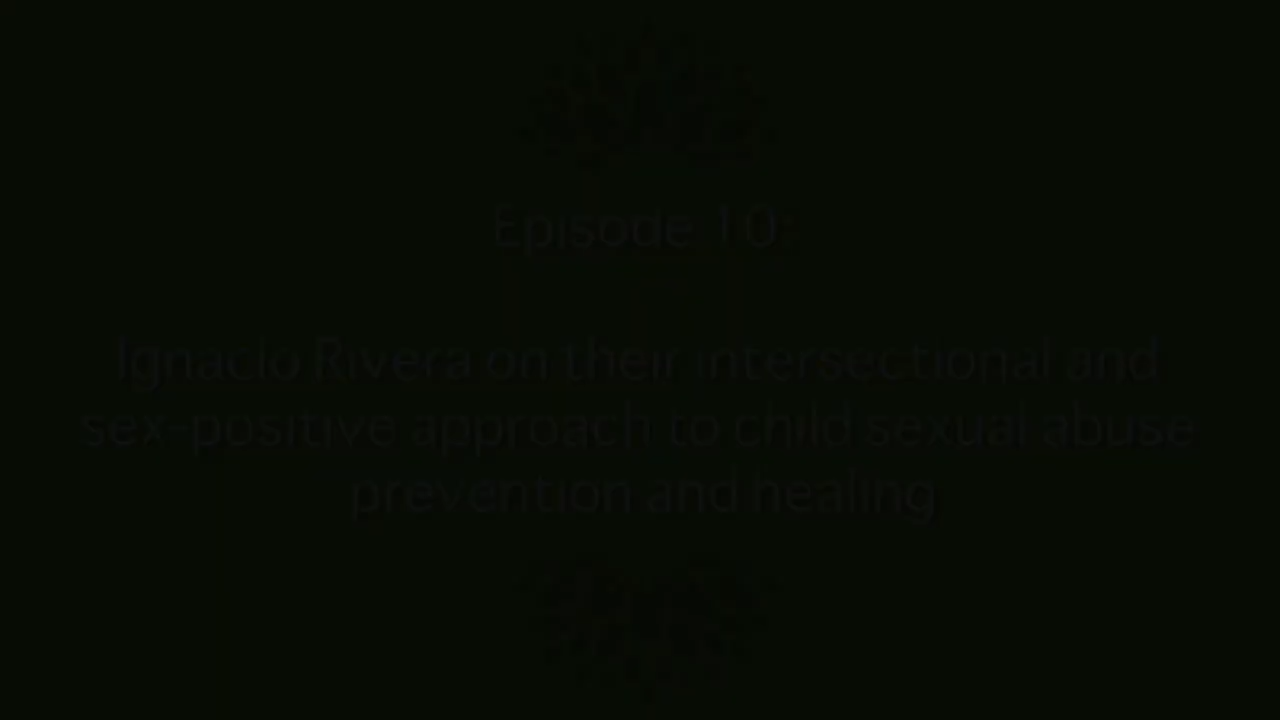 Episode 10:
Ignacio Rivera on their intersectional and
sex-positive approach to child sexual abuse
prevention and healing